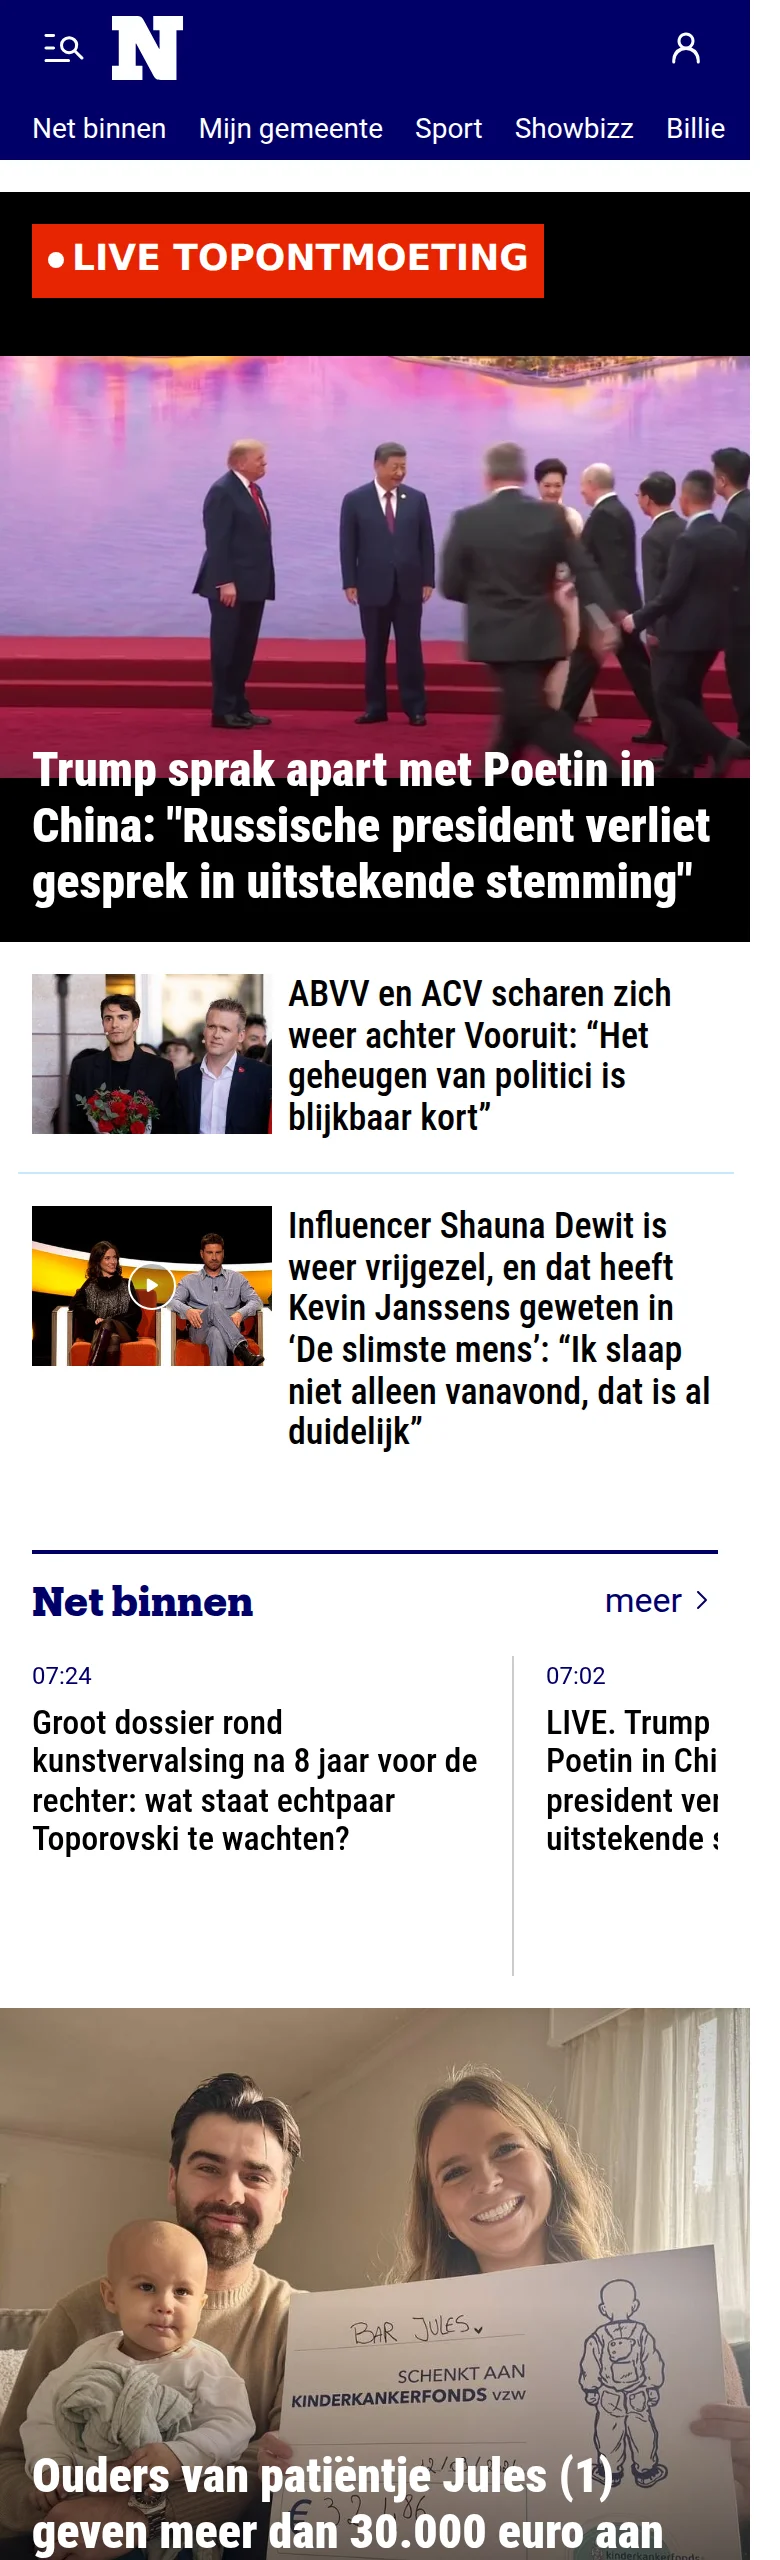 N
Net binnen Mijn gemeente Sport Showbizz Billie
LIVE TOPONTMOETING
Trump sprak apart met Poetin in
China: "Russische president verliet
gesprek in uitstekende stemming"
ABVV en ACV scharen zich
weer achter Vooruit: “Het
geheugen van politici is
blijkbaar kort”
Influencer Shauna Dewit is
weer vrijgezel, en dat heeft
Kevin Janssens geweten in
‘De slimste mens’: “Ik slaap
niet alleen vanavond, dat is al
duidelijk”
Net binnen
meer
07:24
Groot dossier rond
kunstvervalsing na 8 jaar voor de
rechter: wat staat echtpaar
Toporovski te wachten?
07:02
LIVE. Trump
Poetin in Chi
president ver
uitstekende s
BAR JULES
SCHENKT AAN
KINDERKANKERFONDS VZW
Ouders van patiëntje Jules (1)
geven meer dan 30.000 euro aan
kinderkankerfonds